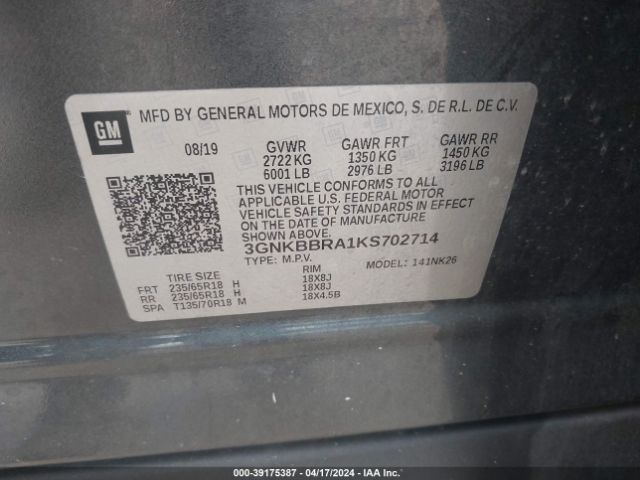 GM
MFD BY GENERAL MOTORS DE MEXICO, S. DE R.L. DE C.V.
08/19 GVWR GAWR FRT GAWR RR
2722 KG 1350 KG 1450 KG
6001 LB 2976 LB 3196 LB
THIS VEHICLE CONFORMS TO ALL
APPLICABLE U.S. FEDERAL MOTOR
VEHICLE SAFETY STANDARDS IN EFFECT
ON THE DATE OF MANUFACTURE
SHOWN ABOVE.
3GNKBBRA1KS702714
TYPE: M.P.V. MODEL: 141NK26
TIRE SIZE RIM
FRT 235/65R18 H 18X8J
RR 235/65R18 H 18X8J
SPA T135/70R18 M 18X4.5B
000-39175387 - 04/17/2024 - IAA Inc.